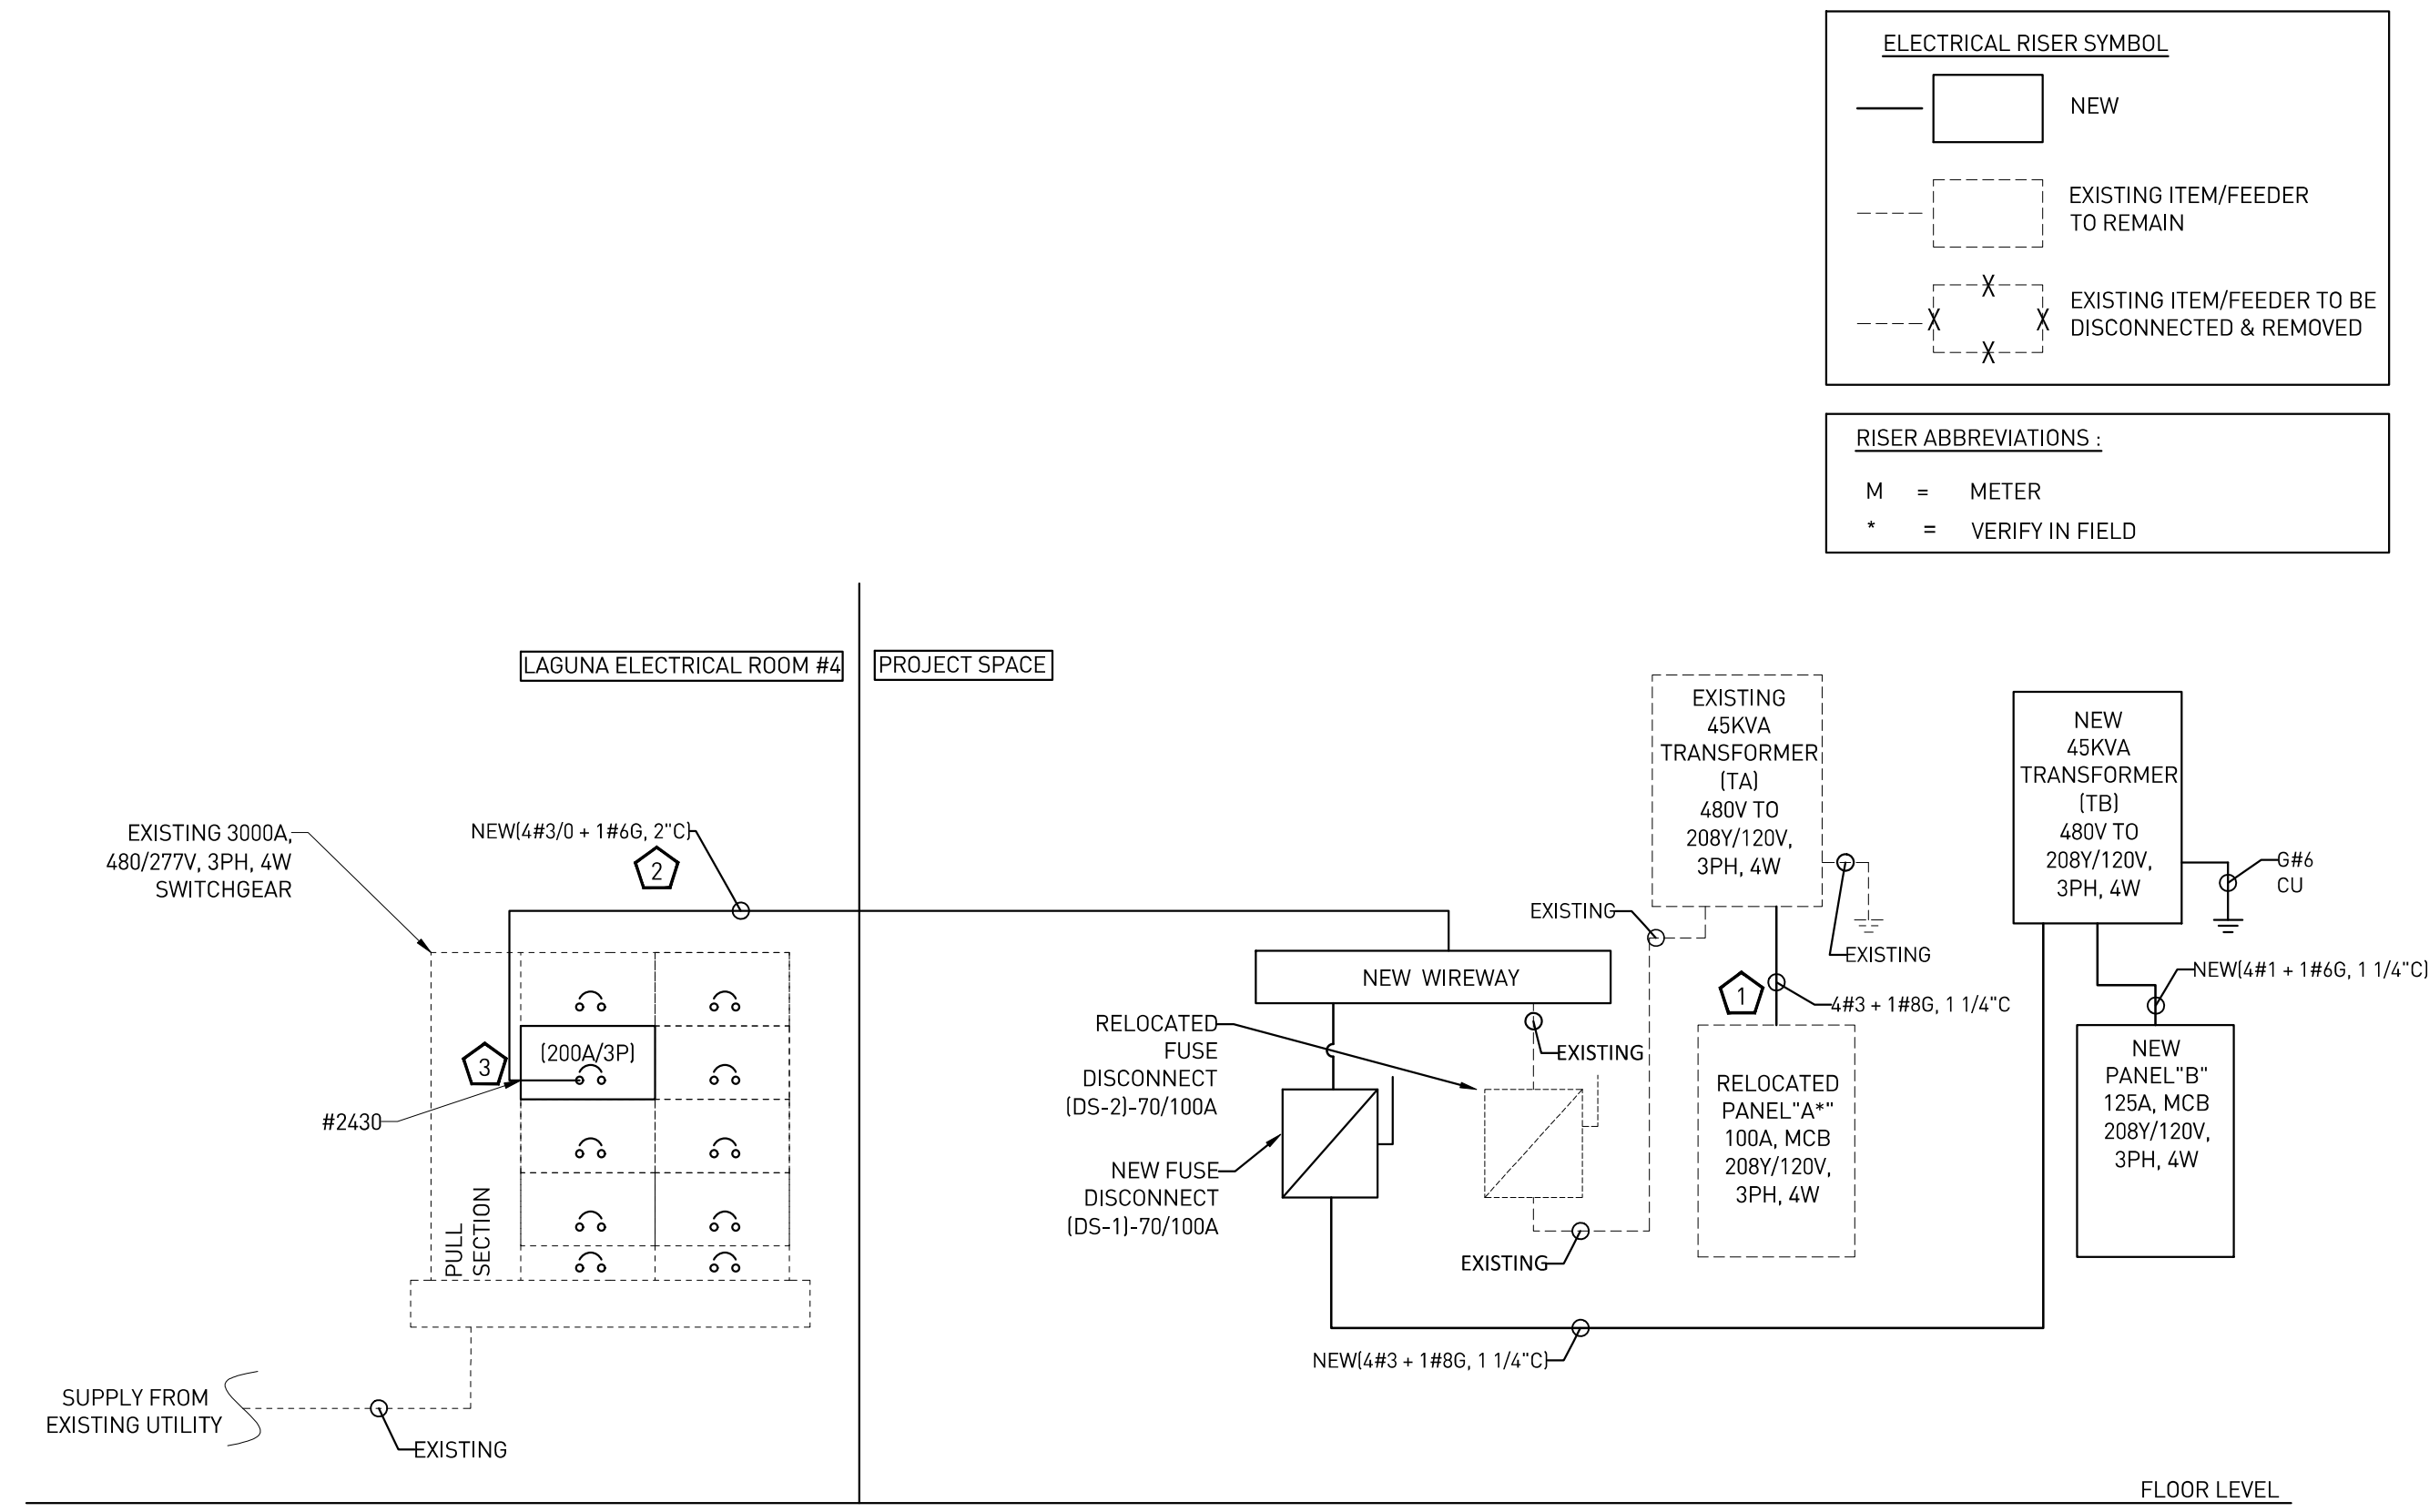 ELECTRICAL RISER SYMBOL
NEW
EXISTING ITEM/FEEDER
TO REMAIN
EXISTING ITEM/FEEDER TO BE
DISCONNECTED & REMOVED
RISER ABBREVIATIONS :
M = METER
* = VERIFY IN FIELD
LAGUNA ELECTRICAL ROOM #4
PROJECT SPACE
EXISTING 3000A,
480/277V, 3PH, 4W
SWITCHGEAR
NEW(4#3/0 + 1#6G, 2"C)
2
3
(200A/3P)
#2430
PULL
SECTION
SUPPLY FROM
EXISTING UTILITY
EXISTING
NEW WIREWAY
RELOCATED
FUSE
DISCONNECT
(DS-2)-70/100A
NEW FUSE
DISCONNECT
(DS-1)-70/100A
EXISTING
EXISTING
EXISTING
NEW(4#3 + 1#8G, 1 1/4"C)
EXISTING
45KVA
TRANSFORMER
(TA)
480V TO
208Y/120V,
3PH, 4W
EXISTING
1
4#3 + 1#8G, 1 1/4"C
RELOCATED
PANEL"A*"
100A, MCB
208Y/120V,
3PH, 4W
NEW
45KVA
TRANSFORMER
(TB)
480V TO
208Y/120V,
3PH, 4W
G#6
CU
NEW(4#1 + 1#6G, 1 1/4"C)
NEW
PANEL"B"
125A, MCB
208Y/120V,
3PH, 4W
FLOOR LEVEL